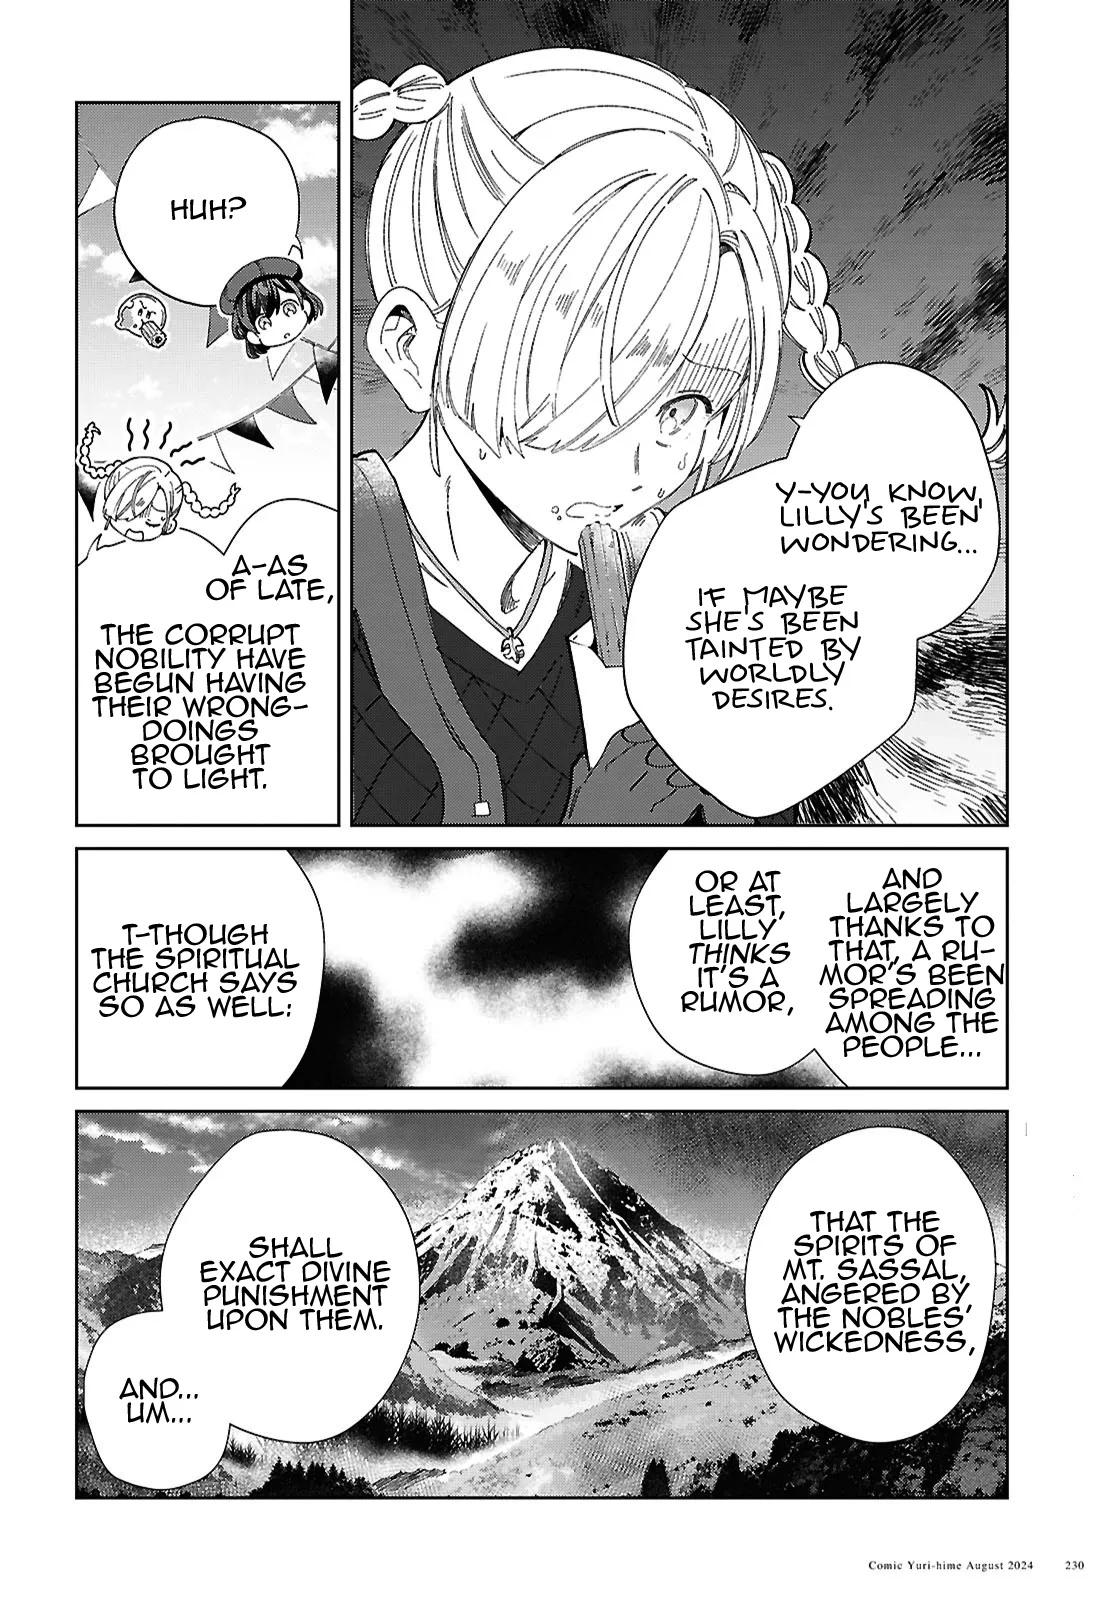 Y-YOU KNOW,
LILLY'S BEEN
WONDERING...
IF MAYBE
SHE'S BEEN
TAINTED BY
WORLDLY
DESIRES.
HUH?
A-AS
OF LATE,
THE CORRUPT
NOBILITY HAVE
BEGUN HAVING
THEIR WRONG-
DOINGS
BROUGHT
TO LIGHT.
AND
LARGELY
THANKS TO
THAT, A RU-
MOR'S BEEN
SPREADING
AMONG THE
PEOPLE...
OR AT
LEAST,
LILLY
THINKS
IT'S A
RUMOR,
T-THOUGH
THE SPIRITUAL
CHURCH SAYS
SO AS WELL:
THAT THE
SPIRITS OF
MT. SASSAL,
ANGERED BY
THE NOBLES'
WICKEDNESS,
SHALL
EXACT DIVINE
PUNISHMENT
UPON THEM.
AND...
UM...
Comic Yuri-hime August 2024 230